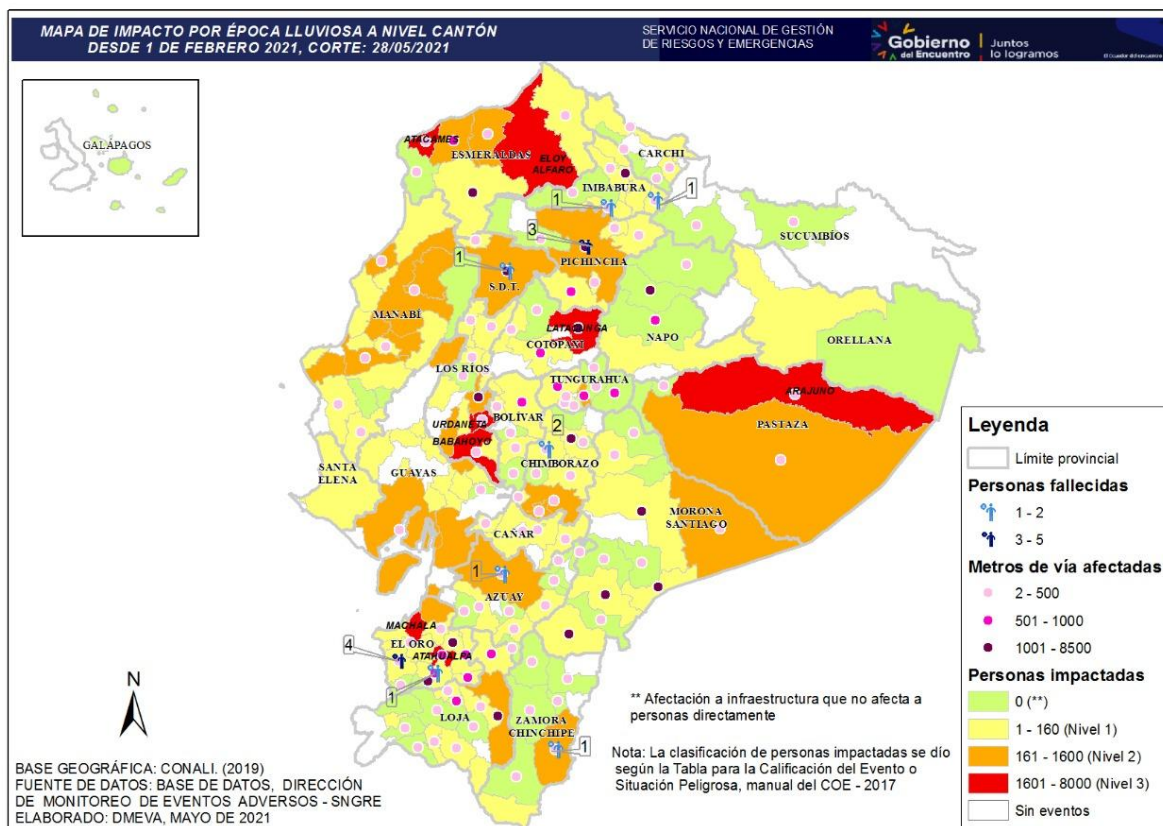 MAPA DE IMPACTO POR ÉPOCA LLUVIOSA A NIVEL CANTÓN
DESDE 1 DE FEBRERO 2021, CORTE: 28/05/2021
SERVICIO NACIONAL DE GESTIÓN
DE RIESGOS Y EMERGENCIAS
Gobierno
del Encuentro
Juntos
lo logramos
GALÁPAGOS
ATACAMES
ESMERALDAS
ELOY
ALFARO
CARCHI
IMBABURA
1
1
SUCUMBÍOS
3
PICHINCHA
1
S.D.T.
MANABÍ
LATACUNGA
COTOPAXI
NAPO
ORELLANA
LOS RÍOS
TUNGURAHUA
ARAJUNO
BOLÍVAR
PASTAZA
URDANETA
BABAHOYO
2
CHIMBORAZO
SANTA
ELENA
GUAYAS
MORONA
SANTIAGO
CAÑAR
1
AZUAY
MACHALA
EL ORO
4
ATAHUALPA
1
LOJA
ZAMORA
CHINCHIPE
1
N
** Afectación a infraestructura que no afecta a
personas directamente
Nota: La clasificación de personas impactadas se dío
según la Tabla para la Calificación del Evento o
Situación Peligrosa, manual del COE - 2017
BASE GEOGRÁFICA: CONALI. (2019)
FUENTE DE DATOS: BASE DE DATOS, DIRECCIÓN
DE MONITOREO DE EVENTOS ADVERSOS - SNGRE
ELABORADO: DMEVA, MAYO DE 2021
Leyenda
Límite provincial
Personas fallecidas
1 - 2
3 - 5
Metros de vía afectadas
2 - 500
501 - 1000
1001 - 8500
Personas impactadas
0 (**)
1 - 160 (Nivel 1)
161 - 1600 (Nivel 2)
1601 - 8000 (Nivel 3)
Sin eventos